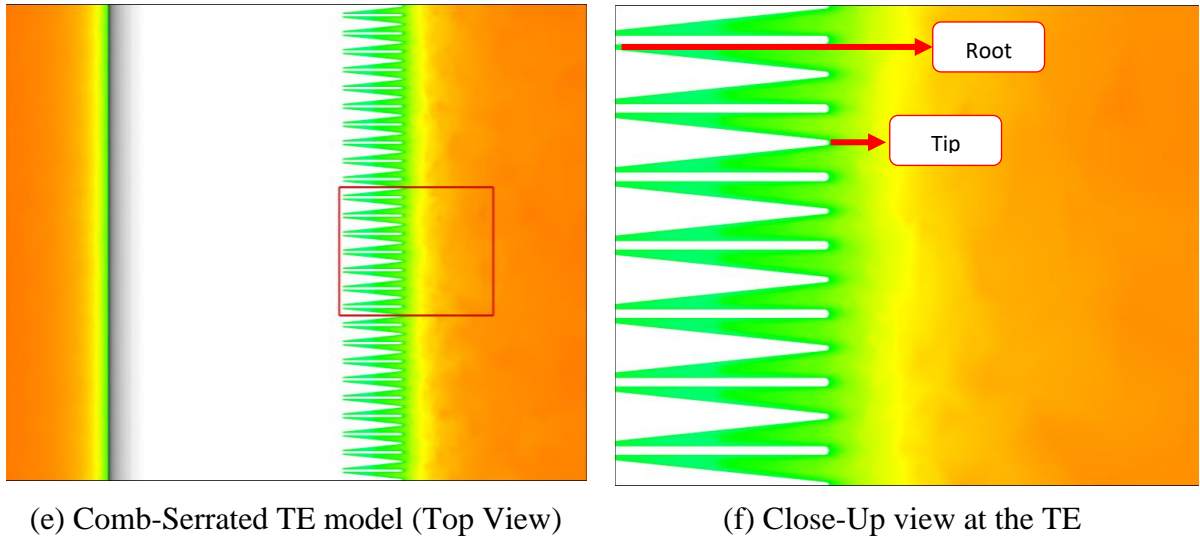 Root
Tip
(e) Comb-Serrated TE model (Top View)
(f) Close-Up view at the TE